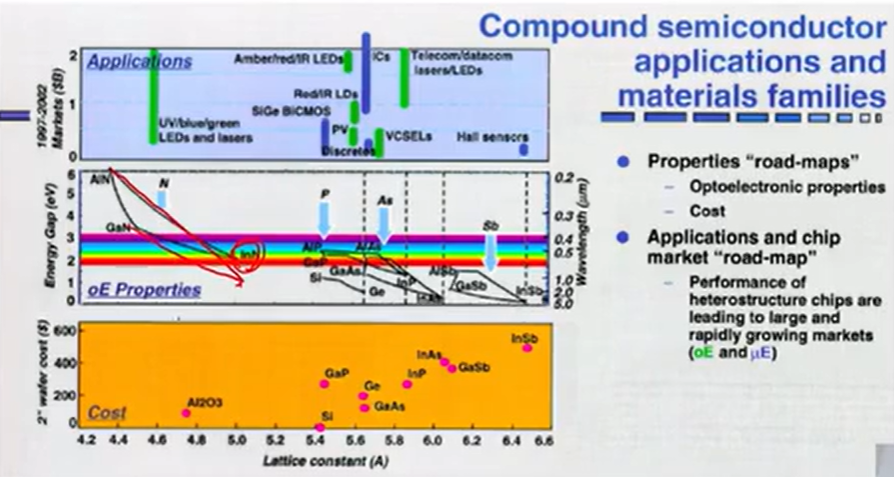 Compound semiconductor
applications and
materials families
Applications
1997-2002
Markets ($B)
2
1
0
Amber/red/IR LEDs
ICs
Telecom/datacom
lasers/LEDs
Red/IR LDs
SiGe BiCMOS
UV/blue/green
LEDs and lasers
PV
Discretes
VCSELs
Hall sensors
Energy Gap (eV)
6
5
4
3
2
1
0
AlN
N
GaN
InN
P
As
Sb
AlP
AlAs
GaP
Si
GaAs
Ge
InP
InAs
AlSb
GaSb
InSb
0.2
0.3
0.4
0.5
1.0
2.0
5.0
Wavelength (μm)
oE Properties
2" wafer cost ($)
600
400
200
0
Al2O3
GaP
Ge
GaAs
Si
InP
InAs
GaSb
InSb
Cost
4.2 4.4 4.6 4.8 5.0 5.2 5.4 5.6 5.8 6.0 6.2 6.4 6.6
Lattice constant (A)
● Properties “road-maps”
– Optoelectronic properties
– Cost
● Applications and chip
market “road-map”
– Performance of
heterostructure chips are
leading to large and
rapidly growing markets
(oE and μE)